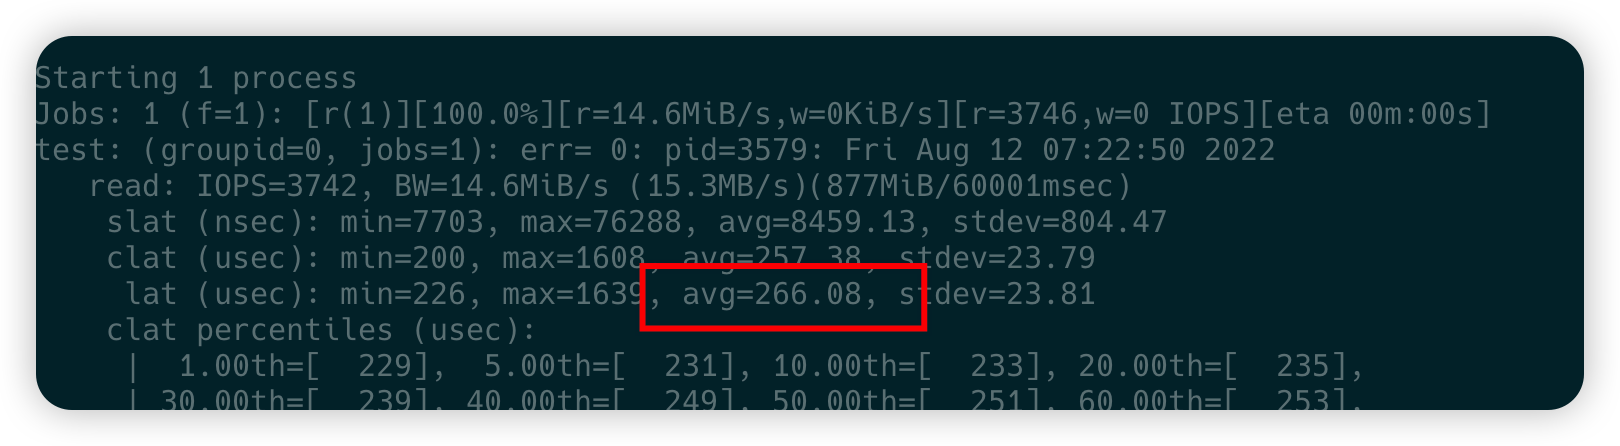 Starting 1 process
Jobs: 1 (f=1): [r(1)][100.0%][r=14.6MiB/s,w=0KiB/s][r=3746,w=0 IOPS][eta 00m:00s]
test: (groupid=0, jobs=1): err= 0: pid=3579: Fri Aug 12 07:22:50 2022
   read: IOPS=3742, BW=14.6MiB/s (15.3MB/s)(877MiB/60001msec)
    slat (nsec): min=7703, max=76288, avg=8459.13, stdev=804.47
    clat (usec): min=200, max=1608, avg=257.38, stdev=23.79
     lat (usec): min=226, max=1639, avg=266.08, stdev=23.81
    clat percentiles (usec):
     |  1.00th=[  229],  5.00th=[  231], 10.00th=[  233], 20.00th=[  235],
     | 30.00th=[  239], 40.00th=[  249], 50.00th=[  251], 60.00th=[  253],